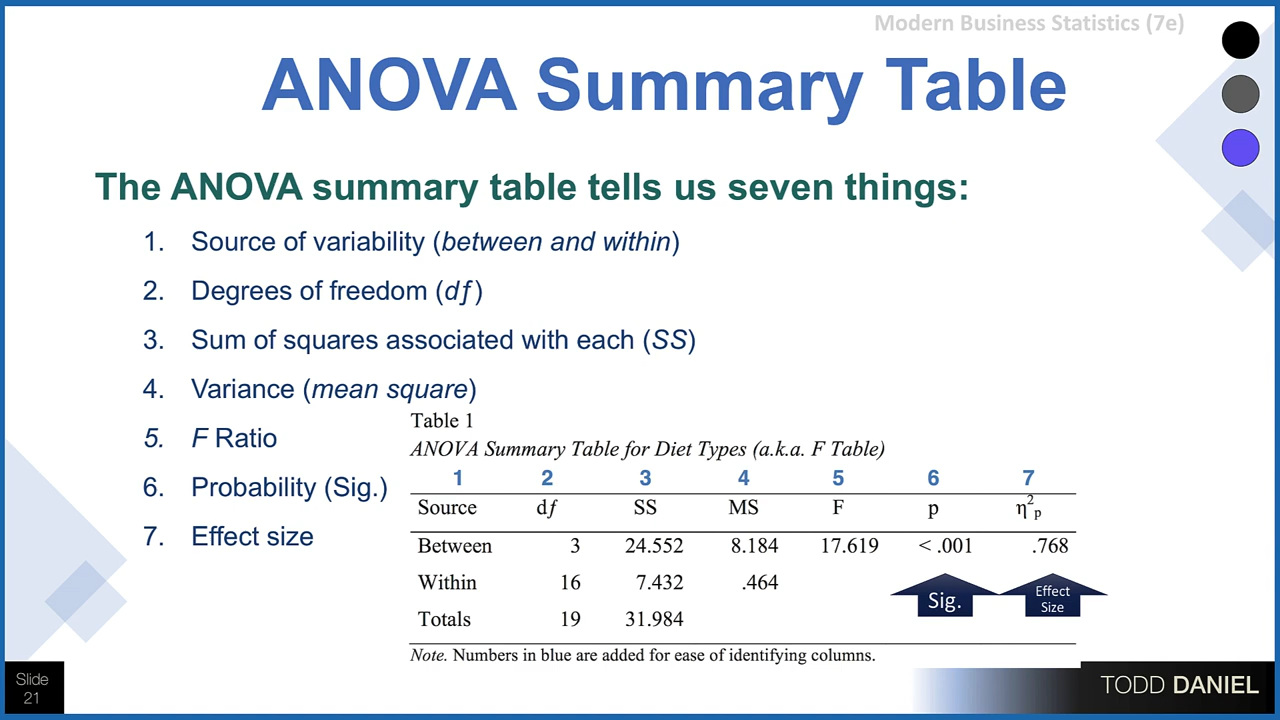 Modern Business Statistics (7e)
ANOVA Summary Table
The ANOVA summary table tells us seven things:
1. Source of variability (between and within)
2. Degrees of freedom (df)
3. Sum of squares associated with each (SS)
4. Variance (mean square)
5. F Ratio
6. Probability (Sig.)
7. Effect size
Table 1
ANOVA Summary Table for Diet Types (a.k.a. F Table)
1 2 3 4 5 6 7
Source df SS MS F p η²p
Between 3 24.552 8.184 17.619 < .001 .768
Within 16 7.432 .464
Totals 19 31.984
Sig.
Effect
Size
Note. Numbers in blue are added for ease of identifying columns.
Slide
21
TODD DANIEL